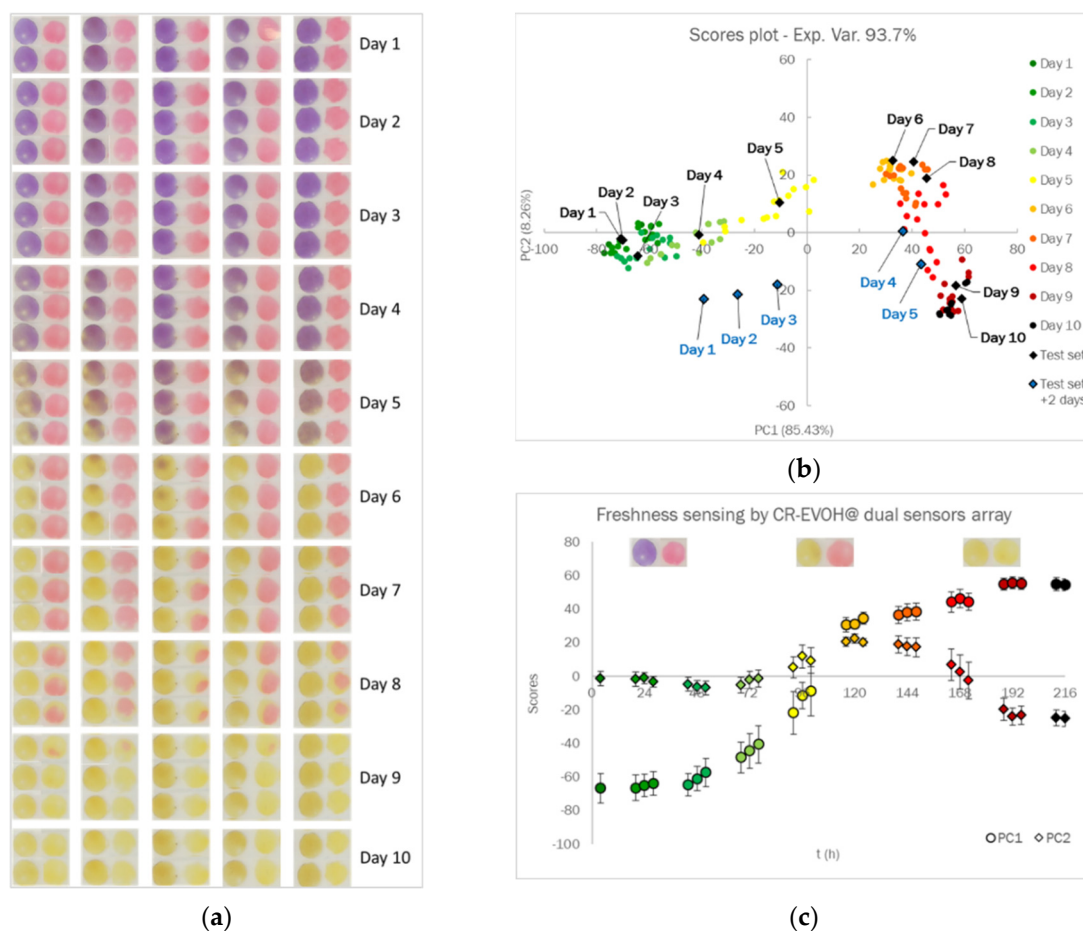 Day 1
Day 2
Day 3
Day 4
Day 5
Day 6
Day 7
Day 8
Day 9
Day 10
(a)
Scores plot - Exp. Var. 93.7%
60
40
20
0
-20
-40
-60
-100 -80 -60 -40 -20 0 20 40 60 80
PC2 (8.26%)
PC1 (85.43%)
Day 1
Day 2
Day 3
Day 4
Day 5
Day 6
Day 7
Day 8
Day 9
Day 10
Day 1
Day 2
Day 3
Day 4
Day 5
Day 1
Day 2
Day 3
Day 4
Day 5
Day 6
Day 7
Day 8
Day 9
Day 10
Test set
Test set
+2 days
(b)
Freshness sensing by CR-EVOH@ dual sensors array
80
60
40
20
0
-20
-40
-60
-80
-100
Scores
0 24 48 72 96 120 144 168 192 216
t (h)
PC1 PC2
(c)